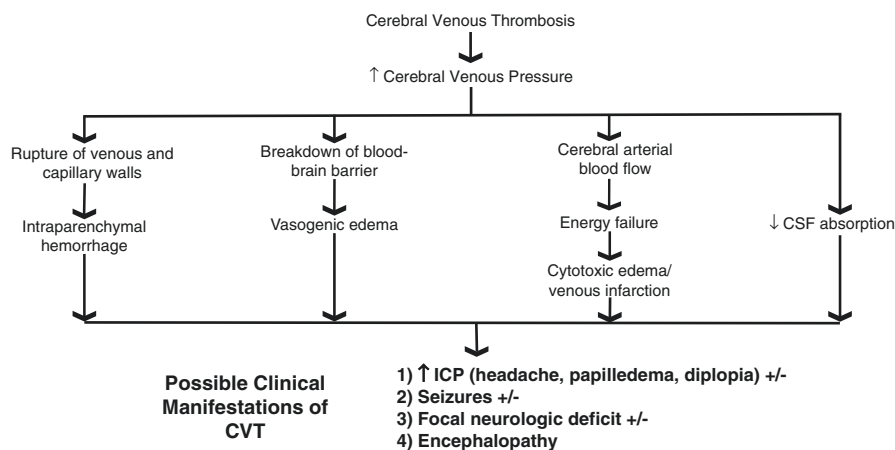 Cerebral Venous Thrombosis
↑ Cerebral Venous Pressure
Rupture of venous and
capillary walls
Intraparenchymal
hemorrhage
Breakdown of blood-
brain barrier
Vasogenic edema
Cerebral arterial
blood flow
Energy failure
Cytotoxic edema/
venous infarction
↓ CSF absorption
Possible Clinical
Manifestations of
CVT
1) ↑ ICP (headache, papilledema, diplopia) +/-
2) Seizures +/-
3) Focal neurologic deficit +/-
4) Encephalopathy